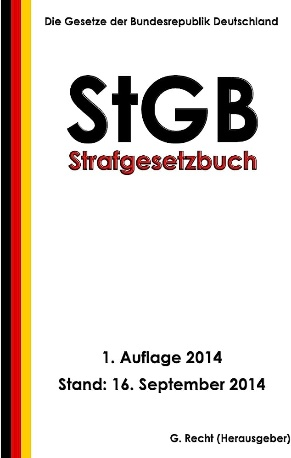 Die Gesetze der Bundesrepublik Deutschland
StGB
Strafgesetzbuch
1. Auflage 2014
Stand: 16. September 2014
G. Recht (Herausgeber)